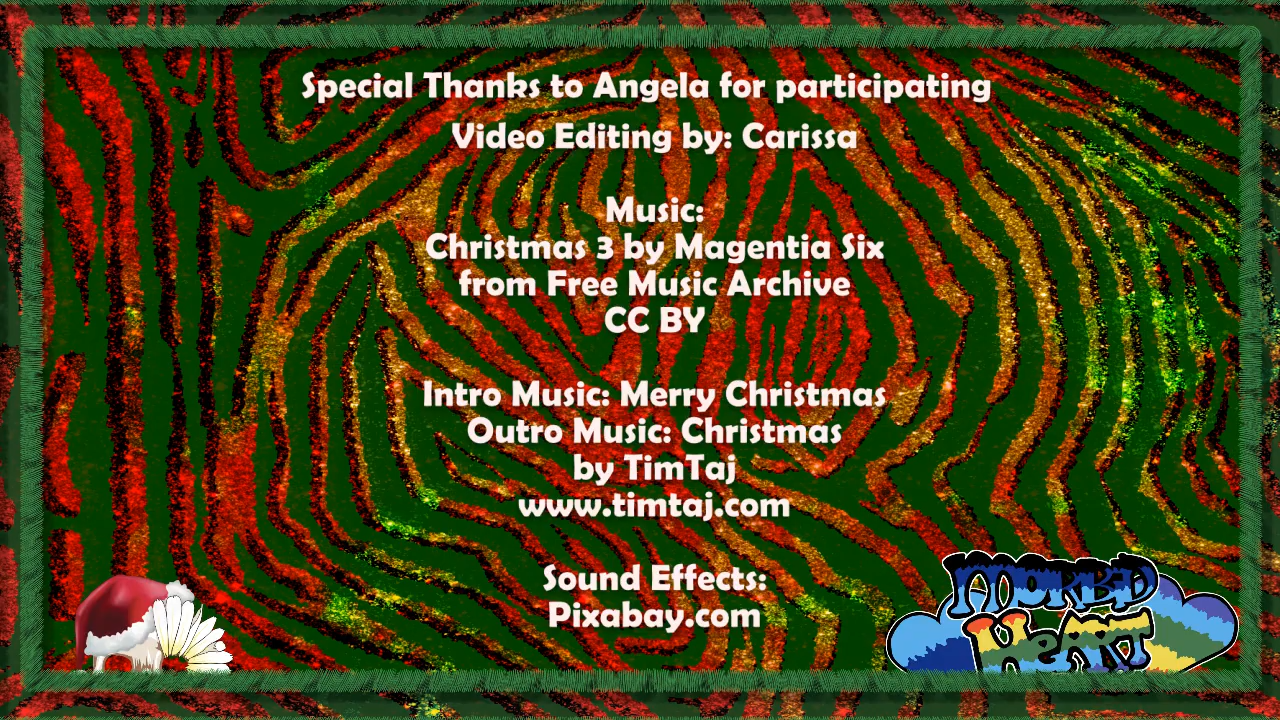 Special Thanks to Angela for participating
Video Editing by: Carissa
Music:
Christmas 3 by Magentia Six
from Free Music Archive
CC BY
Intro Music: Merry Christmas
Outro Music: Christmas
by TimTaj
www.timtaj.com
Sound Effects:
Pixabay.com
MORBID
HeART